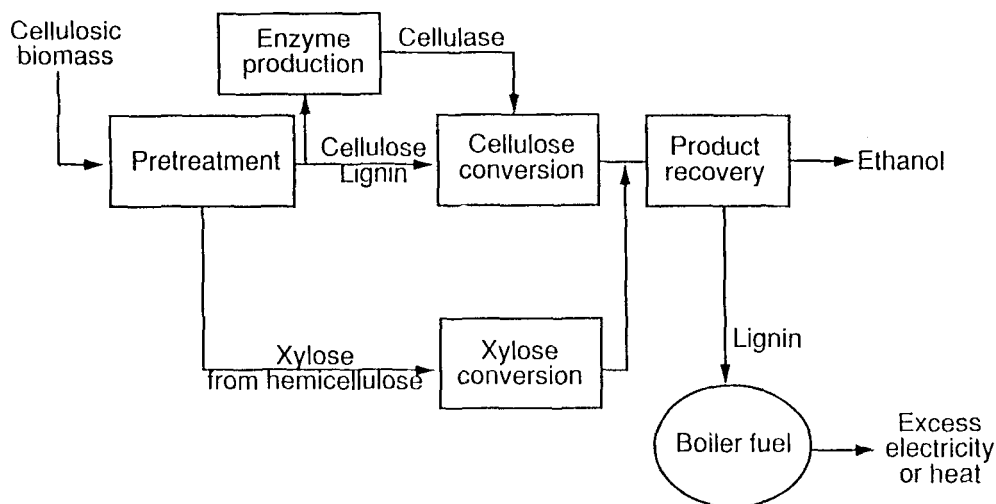 Cellulosic
biomass
Enzyme
production
Cellulase
Pretreatment
Cellulose
Lignin
Cellulose
conversion
Product
recovery
Ethanol
Xylose
from hemicellulose
Xylose
conversion
Lignin
Boiler fuel
Excess
electricity
or heat